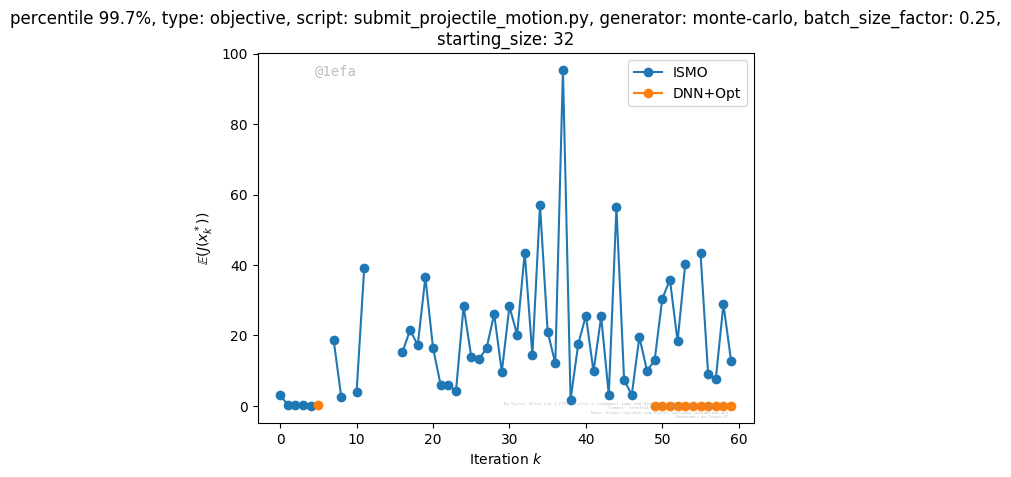 percentile 99.7%, type: objective, script: submit_projectile_motion.py, generator: monte-carlo, batch_size_factor: 0.25,
starting_size: 32
@1efa
ISMO
DNN+Opt
100
80
60
40
20
0
𝔼(J(x_k^*))
0 10 20 30 40 50 60
Iteration k